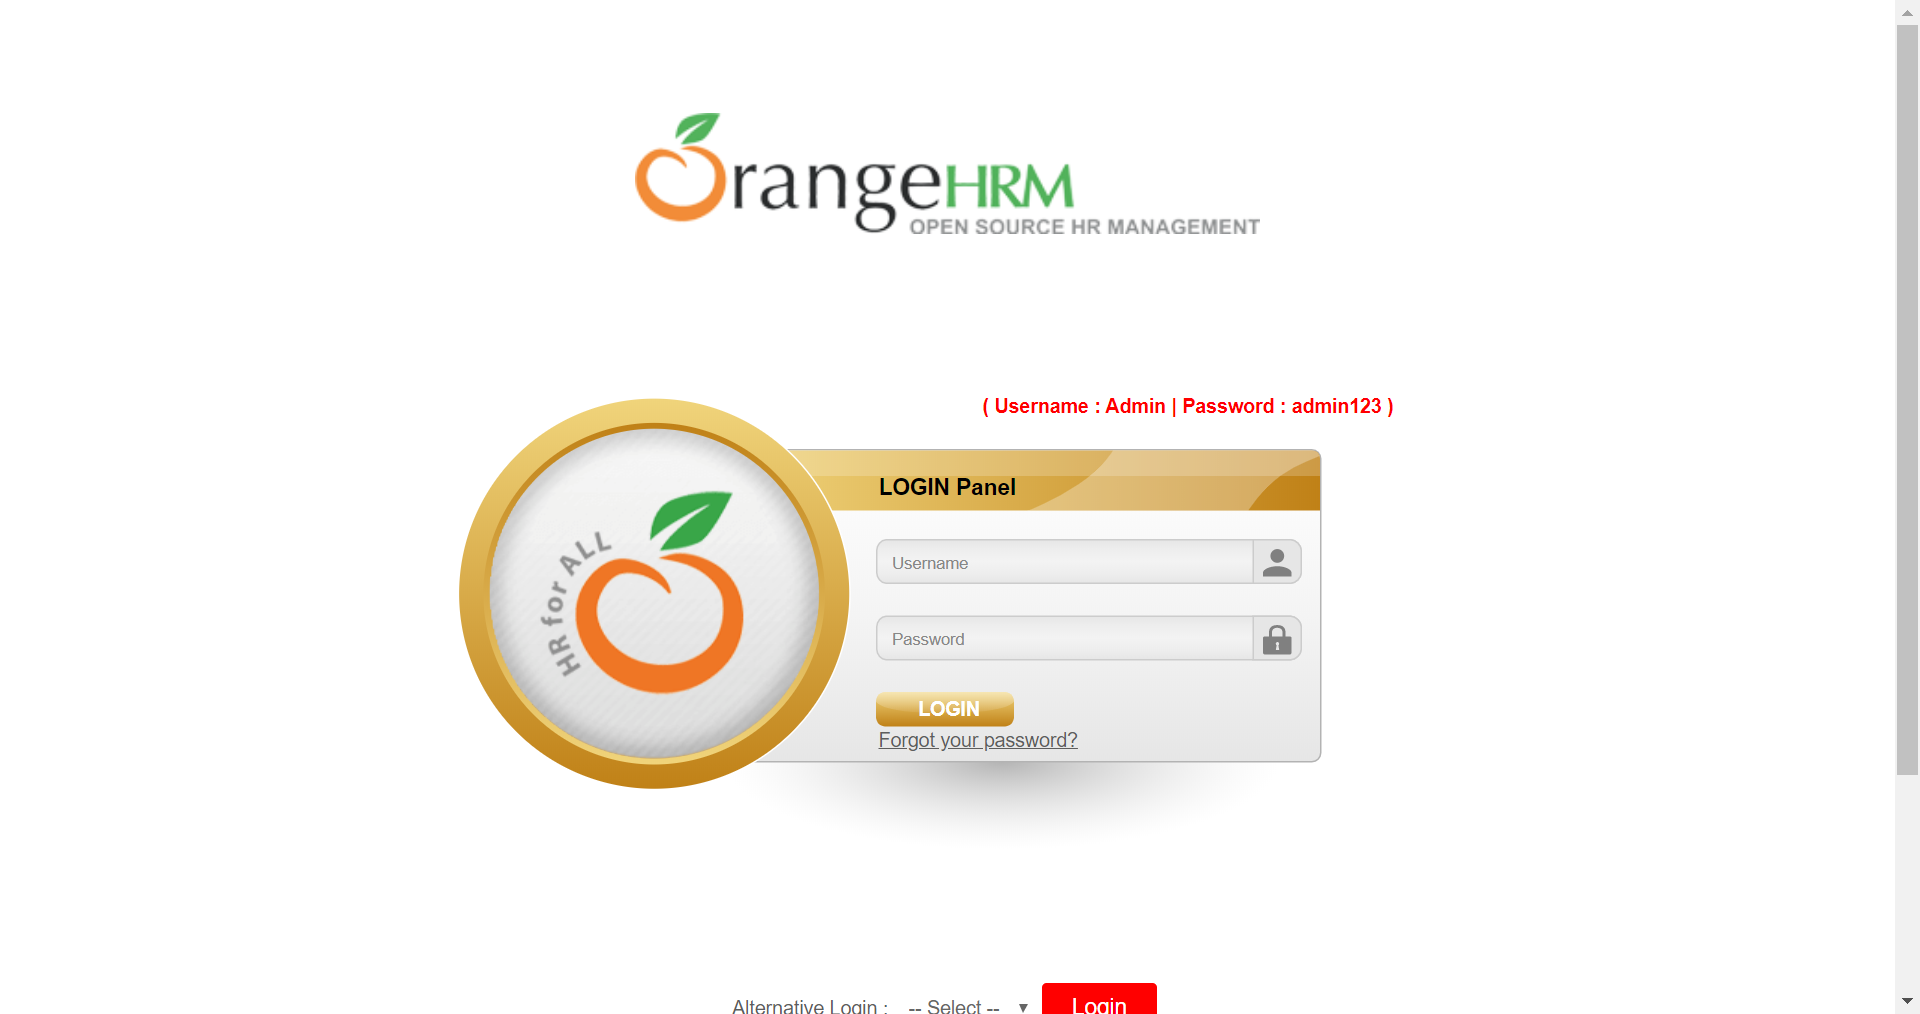 OrangeHRM
OPEN SOURCE HR MANAGEMENT
( Username : Admin | Password : admin123 )
HR for ALL
LOGIN Panel
Username
Password
LOGIN
Forgot your password?
Alternative Login : -- Select -- Login